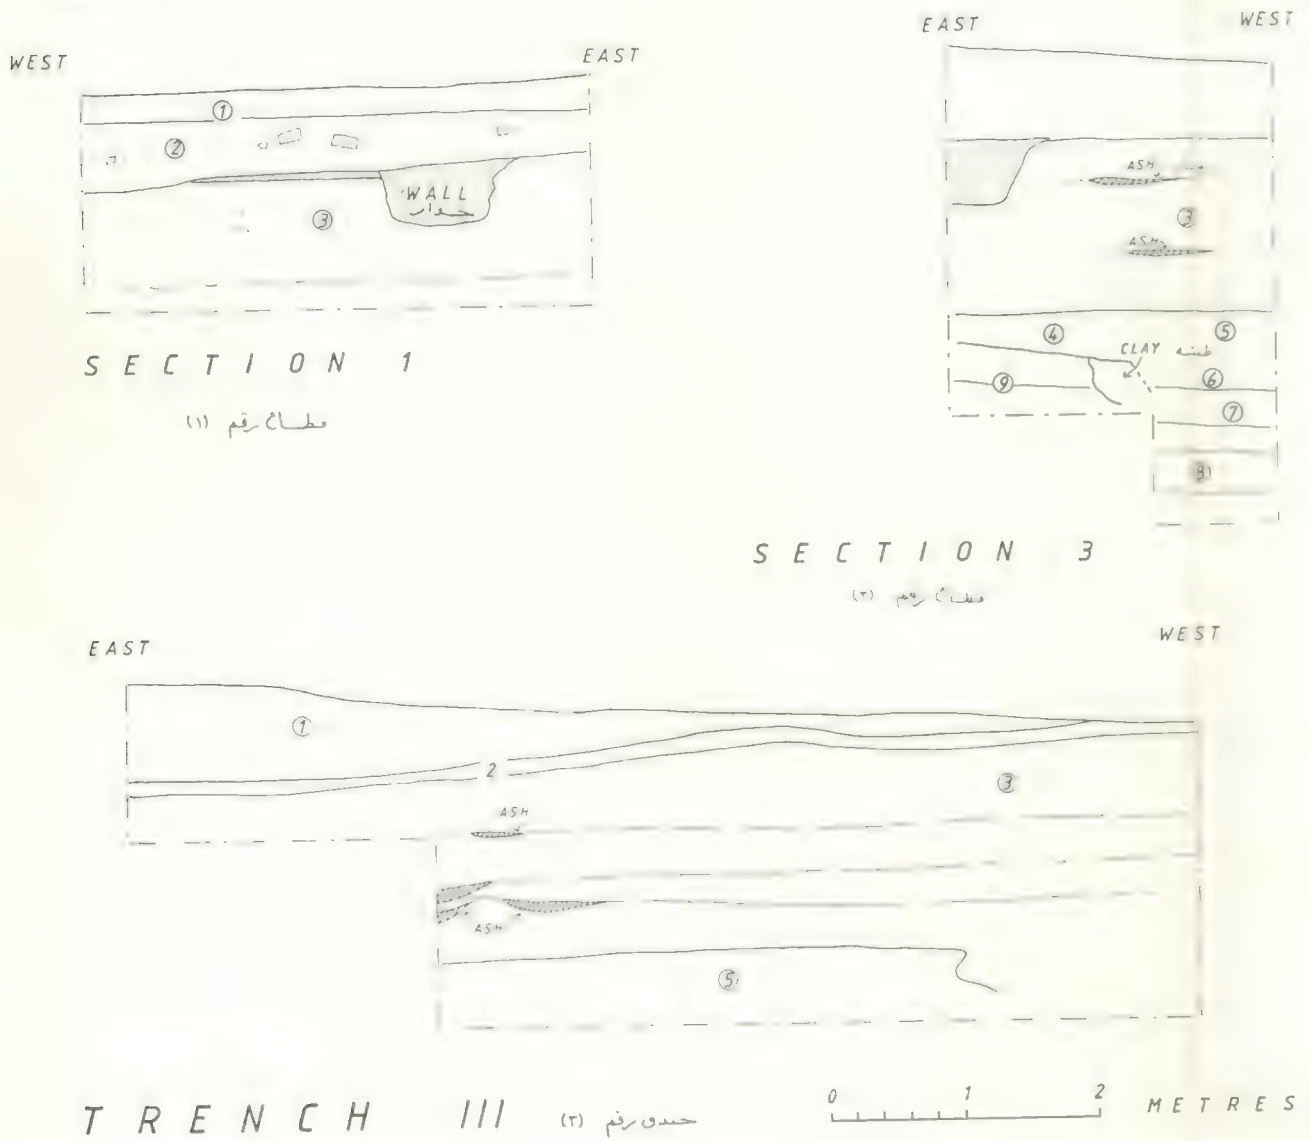 WEST EAST
①
②
WALL
جدار
③
SECTION 1
مقطع رقم (١)
EAST WEST
ASH
③
ASH
④ ⑤
CLAY طينه
⑨ ⑥
⑦
8
SECTION 3
مقطع رقم (٣)
EAST WEST
①
2
③
ASH
ASH
5
TRENCH III خندق رقم (٣)
0 1 2 METRES